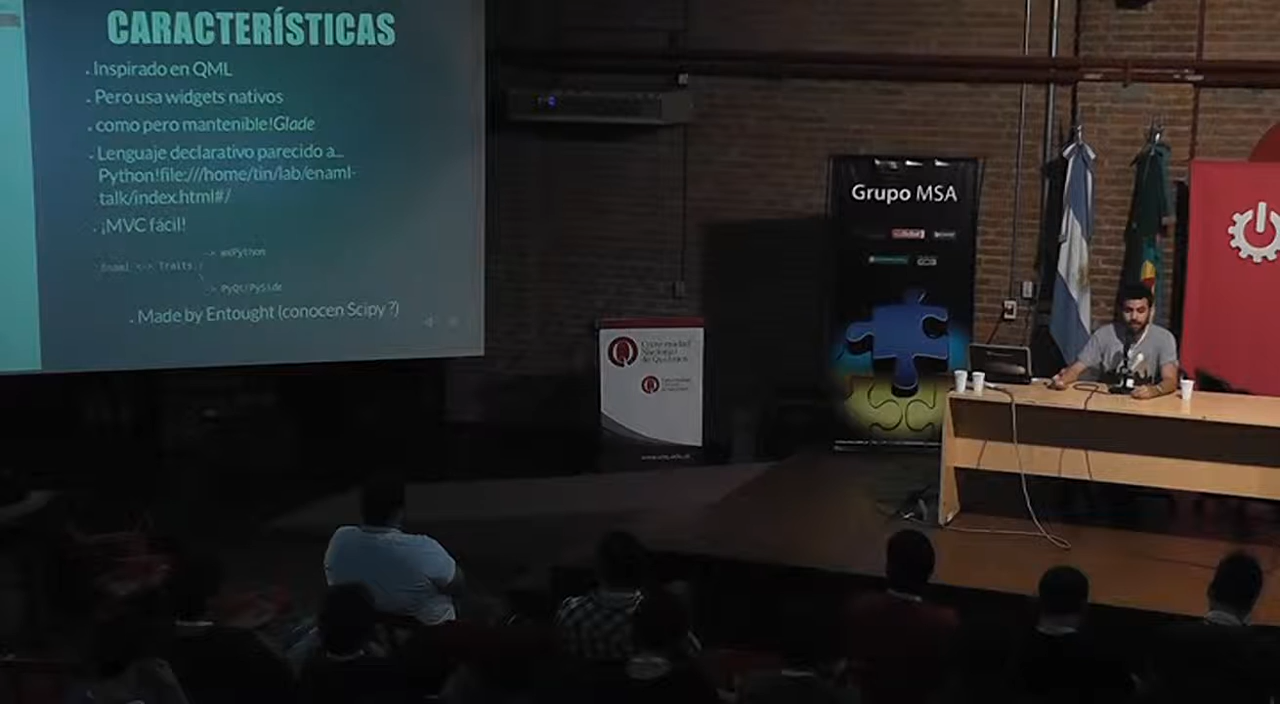 CARACTERÍSTICAS
. Inspirado en QML
. Pero usa widgets nativos
. como pero mantenible!Glade
. Lenguaje declarativo parecido a...
Python!file:///home/tin/lab/enaml-
talk/index.html#/
. ¡MVC fácil!
-> wxPython
Enaml <-> Traits
-> PyQt/PySide
. Made by Entought (conocen Scipy ?)
Grupo MSA
Universidad
Nacional
de Quilmes